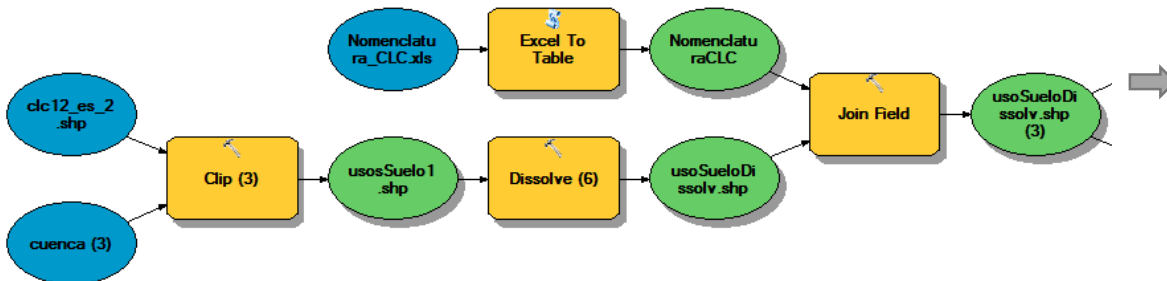 Nomenclatu
ra_CLC.xls
Excel To
Table
Nomenclatu
raCLC
clc12_es_2
.shp
Join Field
usoSueloDi
ssolv.shp
(3)
Clip (3)
usosSuelo1
.shp
Dissolve (6)
usoSueloDi
ssolv.shp
cuenca (3)